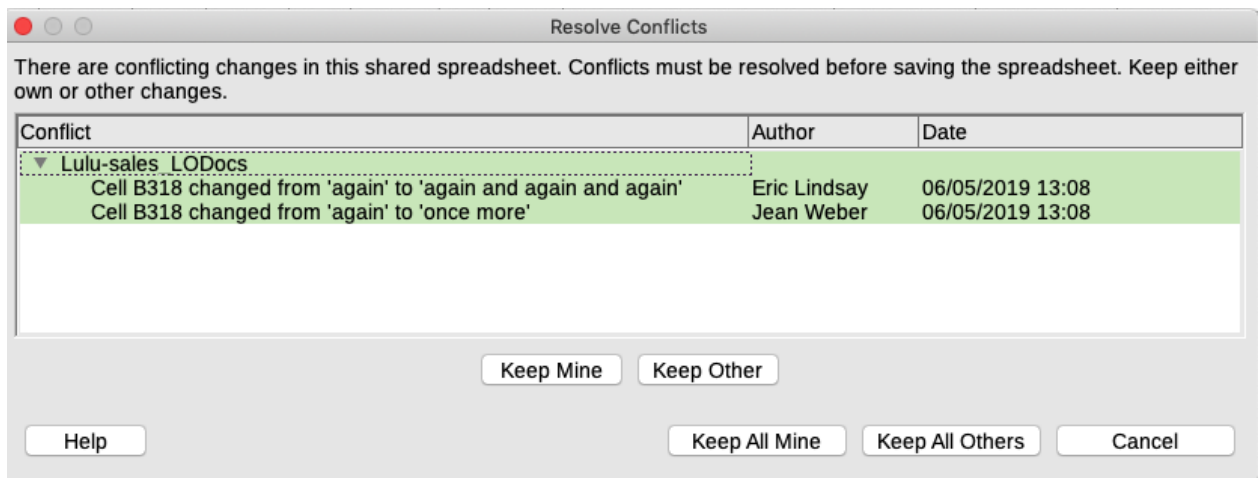 Resolve Conflicts
There are conflicting changes in this shared spreadsheet. Conflicts must be resolved before saving the spreadsheet. Keep either
own or other changes.
Conflict Author Date
Lulu-sales_LODocs
Cell B318 changed from 'again' to 'again and again and again' Eric Lindsay 06/05/2019 13:08
Cell B318 changed from 'again' to 'once more' Jean Weber 06/05/2019 13:08
Keep Mine Keep Other
Help Keep All Mine Keep All Others Cancel